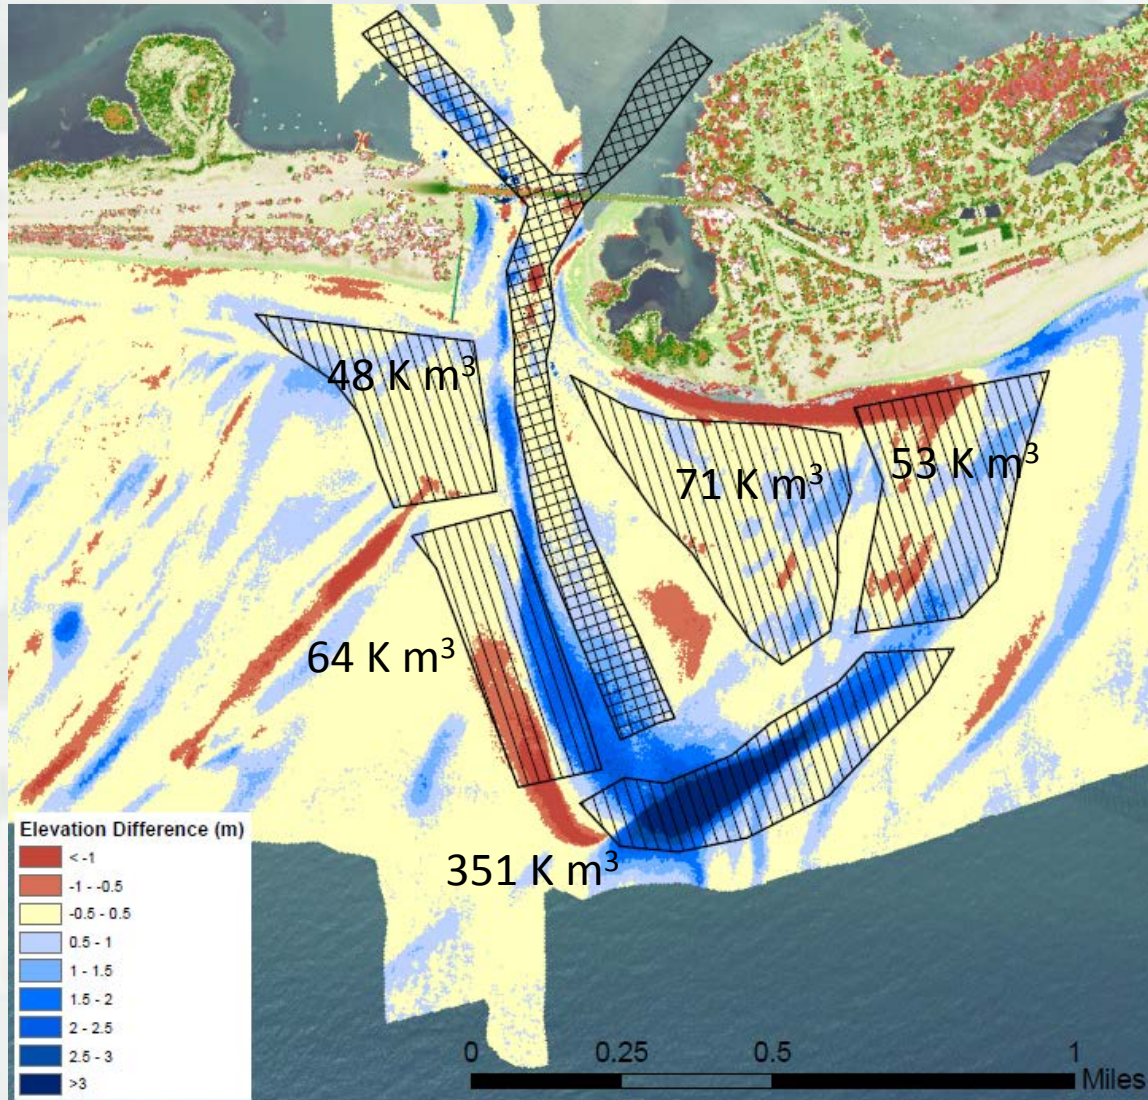 48 K m³
71 K m³
53 K m³
64 K m³
351 K m³
Elevation Difference (m)
< -1
-1 - -0.5
-0.5 - 0.5
0.5 - 1
1 - 1.5
1.5 - 2
2 - 2.5
2.5 - 3
>3
0 0.25 0.5 1
Miles